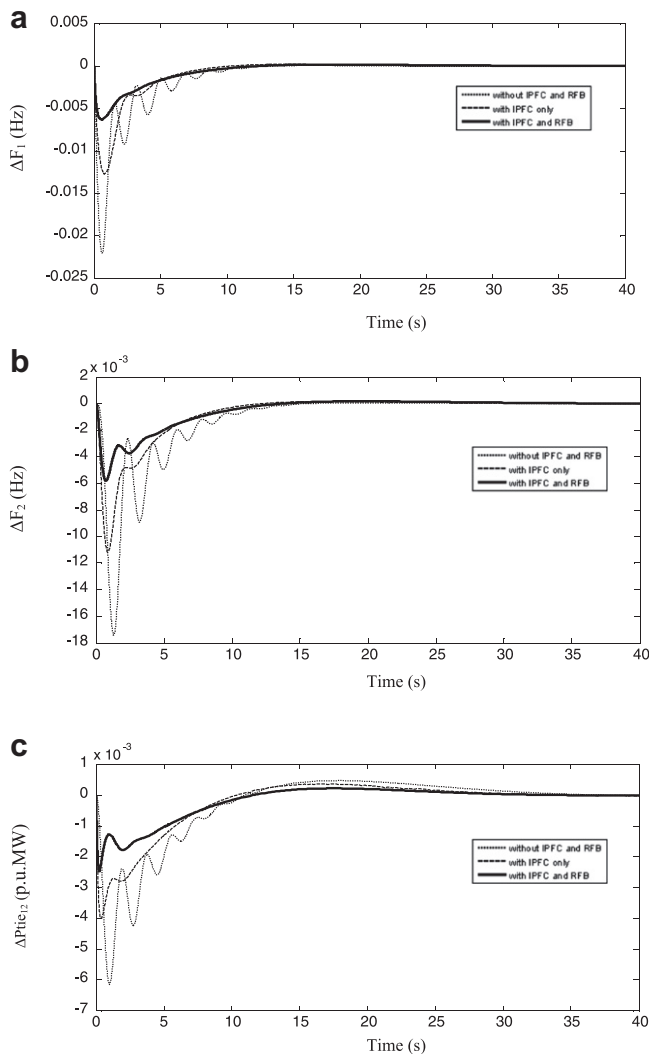 a
0.005
0
-0.005
-0.01
-0.015
-0.02
-0.025
ΔF1 (Hz)
without IPFC and RFB
with IPFC only
with IPFC and RFB
0 5 10 15 20 25 30 35 40
Time (s)
b
x 10-3
2
0
-2
-4
-6
-8
-10
-12
-14
-16
-18
ΔF2 (Hz)
without IPFC and RFB
with IPFC only
with IPFC and RFB
0 5 10 15 20 25 30 35 40
Time (s)
c
x 10-3
1
0
-1
-2
-3
-4
-5
-6
-7
ΔPtie12 (p.u.MW)
without IPFC and RFB
with IPFC only
with IPFC and RFB
0 5 10 15 20 25 30 35 40
Time (s)